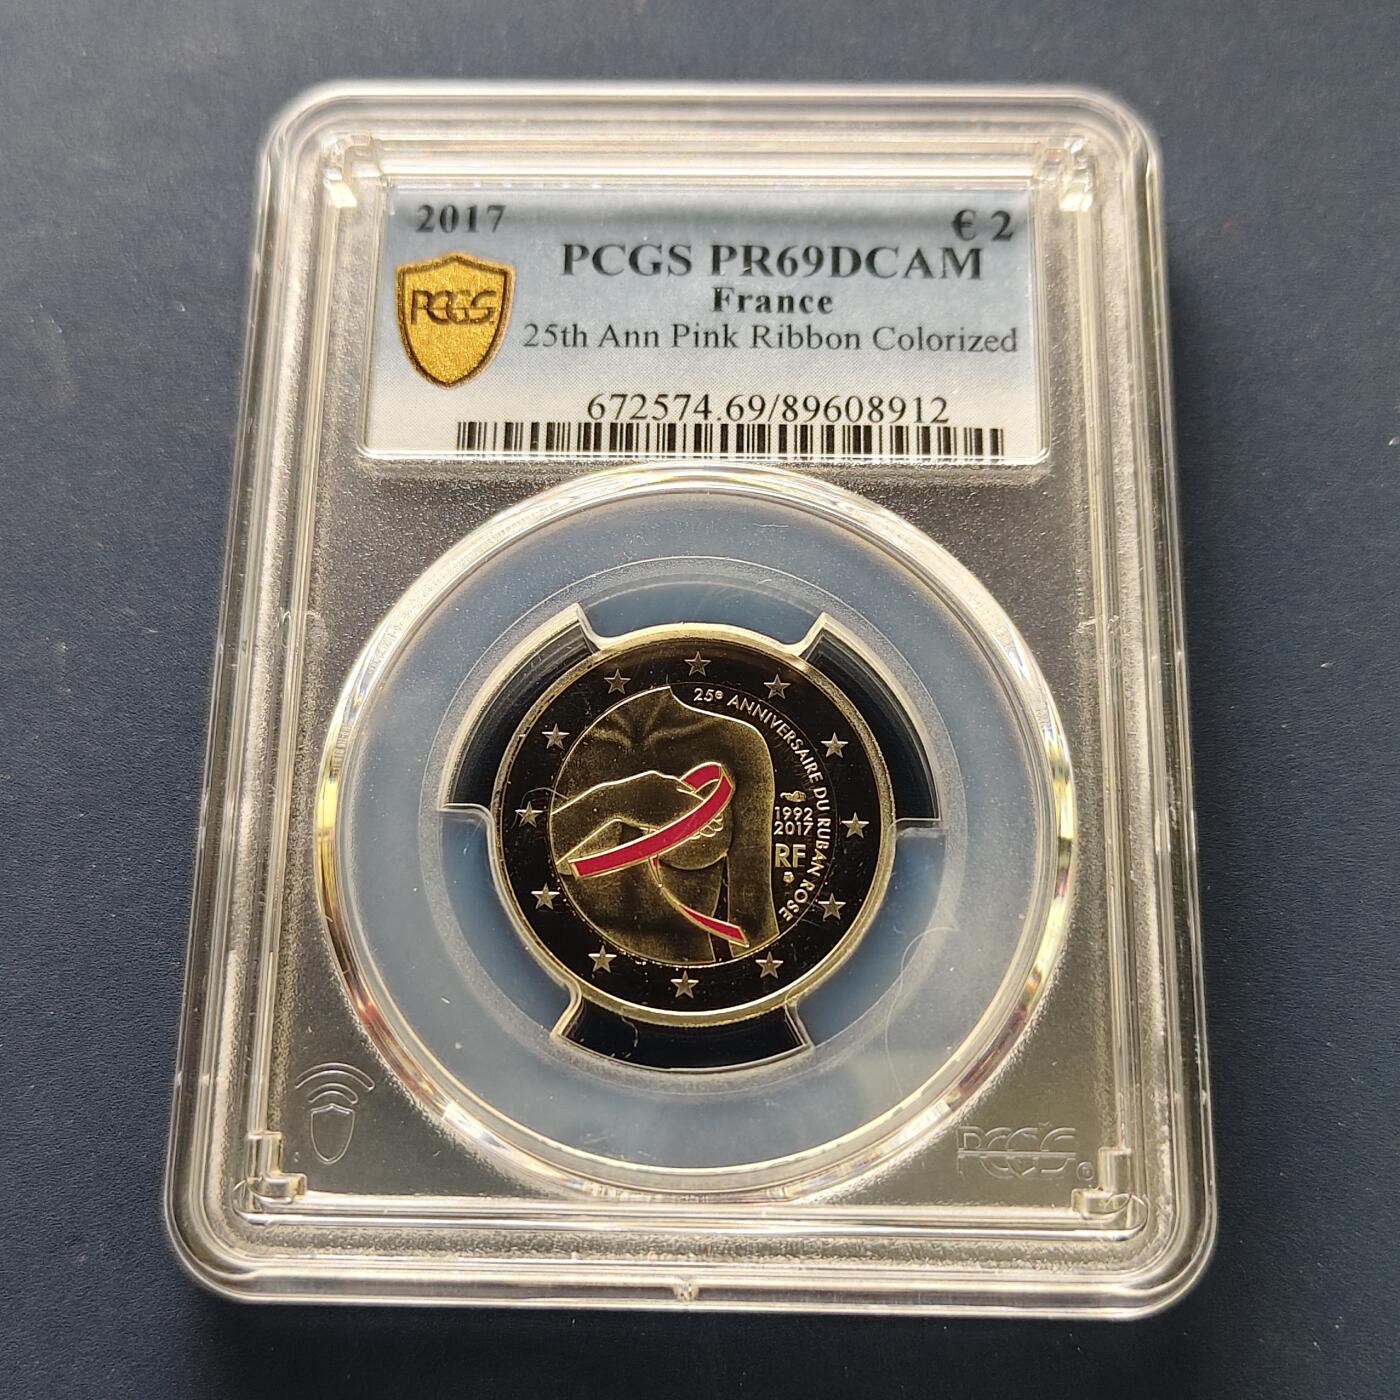 2017 € 2
PCGS PR69DCAM
PCGS
France
25th Ann Pink Ribbon Colorized
672574.69/89608912
25e ANNIVERSAIRE DU RUBAN ROSE
1992
2017
RF
PCGS